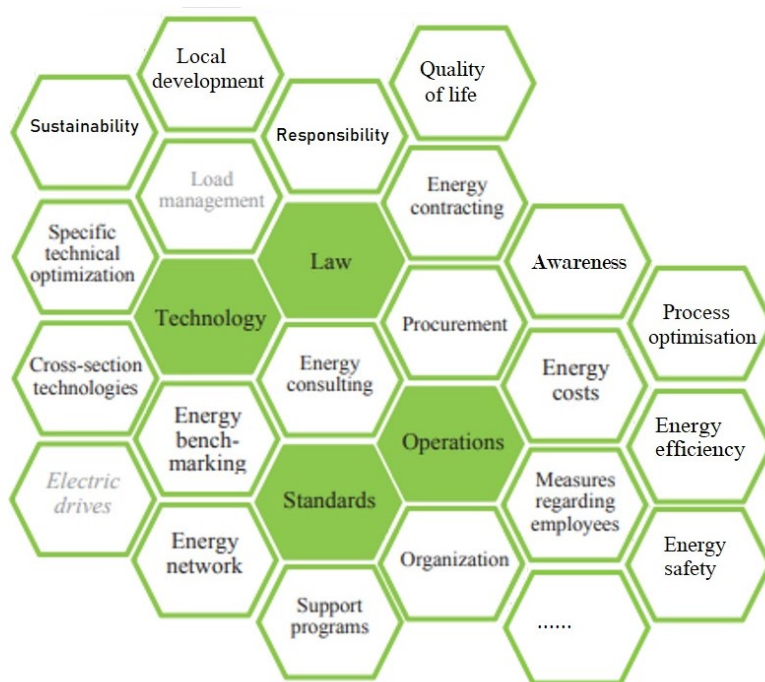 Local
development
Quality
of life
Sustainability
Responsibility
Load
management
Energy
contracting
Specific
technical
optimization
Law
Awareness
Technology
Procurement
Process
optimisation
Cross-section
technologies
Energy
consulting
Energy
costs
Energy
bench-
marking
Operations
Energy
efficiency
Electric
drives
Standards
Measures
regarding
employees
Energy
network
Organization
Energy
safety
Support
programs
......